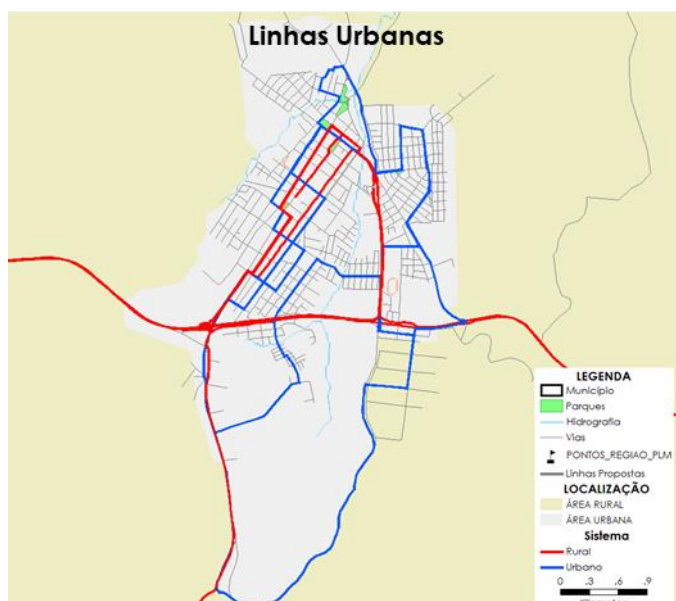 Linhas Urbanas
LEGENDA
Município
Parques
Hidrografia
Vias
PONTOS_REGIAO_PLM
Linhas Propostas
LOCALIZAÇÃO
ÁREA RURAL
ÁREA URBANA
Sistema
Rural
Urbano
0 .3 .6 .9